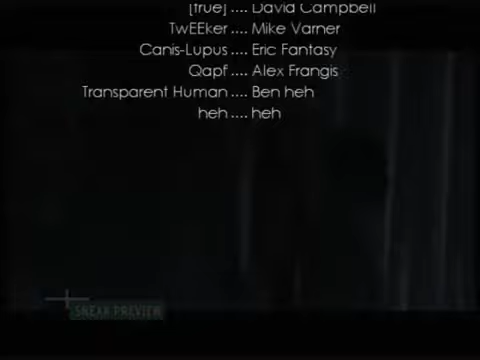 [true] .... David Campbell
TwEEker .... Mike Varner
Canis-Lupus .... Eric Fantasy
Qapf .... Alex Frangis
Transparent Human .... Ben heh
heh .... heh
SNEAK PREVIEW